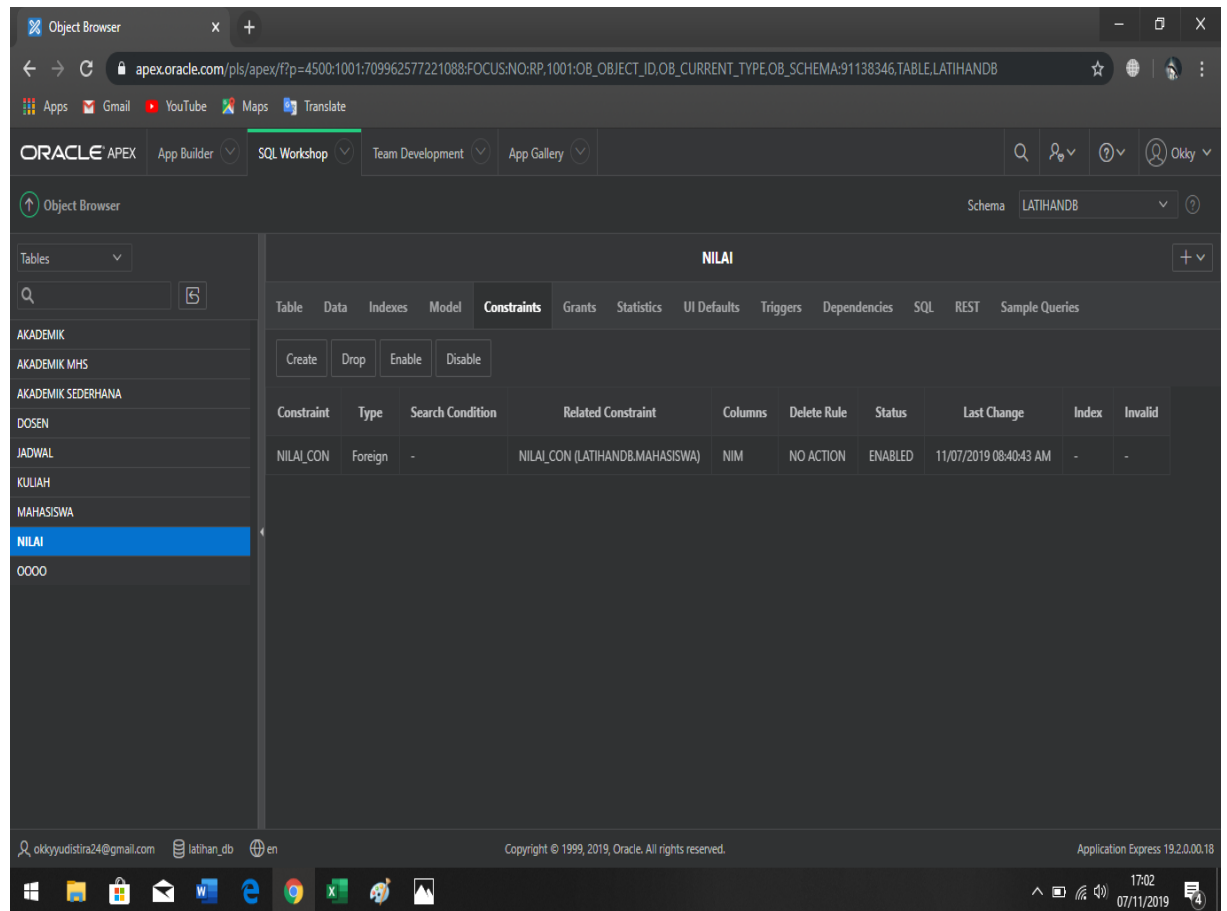 Object Browser
apex.oracle.com/pls/apex/f?p=4500:1001:709962577221088:FOCUS:NO:RP,1001:OB_OBJECT_ID,OB_CURRENT_TYPE,OB_SCHEMA:91138346,TABLE,LATIHANDB
Apps Gmail YouTube Maps Translate
ORACLE APEX App Builder SQL Workshop Team Development App Gallery Okky
Object Browser Schema LATIHANDB
Tables
NILAI
Table Data Indexes Model Constraints Grants Statistics UI Defaults Triggers Dependencies SQL REST Sample Queries
Create Drop Enable Disable
AKADEMIK
AKADEMIK MHS
AKADEMIK SEDERHANA
DOSEN
JADWAL
KULIAH
MAHASISWA
NILAI
OOOO
Constraint Type Search Condition Related Constraint Columns Delete Rule Status Last Change Index Invalid
NILAI_CON Foreign - NILAI_CON (LATIHANDB.MAHASISWA) NIM NO ACTION ENABLED 11/07/2019 08:40:43 AM - -
okkyyudistira24@gmail.com latihan_db en Copyright © 1999, 2019, Oracle. All rights reserved. Application Express 19.2.0.00.18
17:02
07/11/2019
4